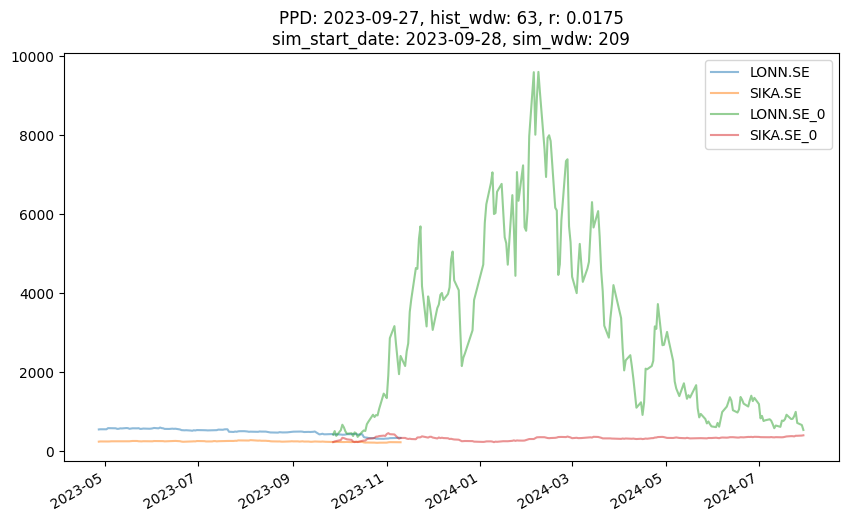 PPD: 2023-09-27, hist_wdw: 63, r: 0.0175
sim_start_date: 2023-09-28, sim_wdw: 209
LONN.SE
SIKA.SE
LONN.SE_0
SIKA.SE_0
10000
8000
6000
4000
2000
0
2023-05
2023-07
2023-09
2023-11
2024-01
2024-03
2024-05
2024-07